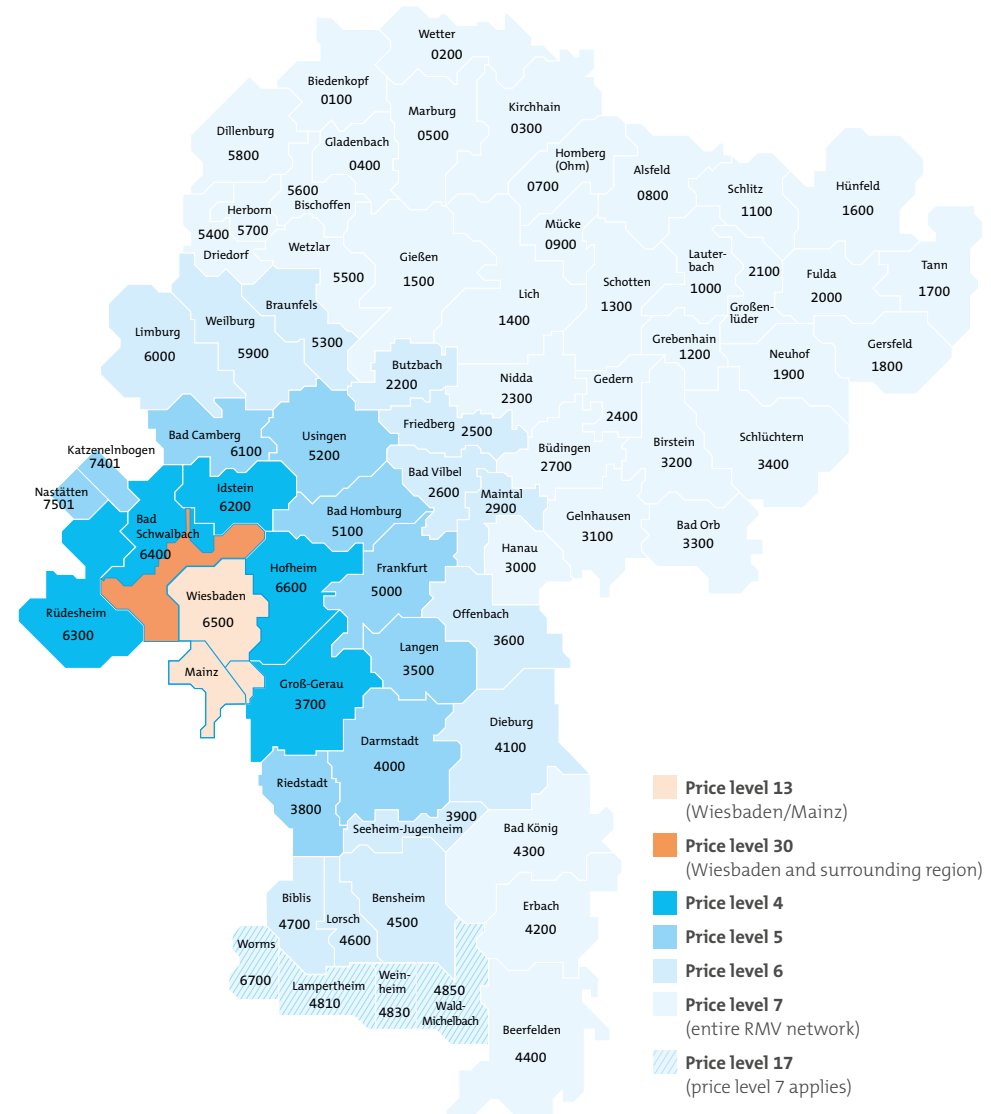 Wetter
0200
Biedenkopf
0100
Marburg
0500
Kirchhain
0300
Dillenburg
5800
Gladenbach
0400
Homberg
(Ohm)
0700
Alsfeld
0800
Schlitz
1100
Hünfeld
1600
5600
Bischoffen
Herborn
5700
5400
Driedorf
Wetzlar
5500
Gießen
1500
Mücke
0900
Lauter-
bach
1000
2100
Großen-
lüder
Fulda
2000
Tann
1700
Schotten
1300
Lich
1400
Braunfels
5300
Weilburg
5900
Limburg
6000
Grebenhain
1200
Neuhof
1900
Gersfeld
1800
Butzbach
2200
Nidda
2300
Gedern
2400
Friedberg 2500
Büdingen
2700
Birstein
3200
Schlüchtern
3400
Bad Camberg
6100
Usingen
5200
Katzenelnbogen
7401
Nastätten
7501
Idstein
6200
Bad Vilbel
2600
Maintal
2900
Bad Homburg
5100
Gelnhausen
3100
Bad Orb
3300
Bad
Schwalbach
6400
Hanau
3000
Hofheim
6600
Frankfurt
5000
Wiesbaden
6500
Rüdesheim
6300
Offenbach
3600
Langen
3500
Mainz
Groß-Gerau
3700
Dieburg
4100
Darmstadt
4000
Riedstadt
3800
3900
Seeheim-Jugenheim
Bad König
4300
Biblis
4700
Lorsch
4600
Bensheim
4500
Erbach
4200
Worms
6700
Lampertheim
4810
Wein-
heim
4830
4850
Wald-
Michelbach
Beerfelden
4400
Price level 13
(Wiesbaden/Mainz)
Price level 30
(Wiesbaden and surrounding region)
Price level 4
Price level 5
Price level 6
Price level 7
(entire RMV network)
Price level 17
(price level 7 applies)